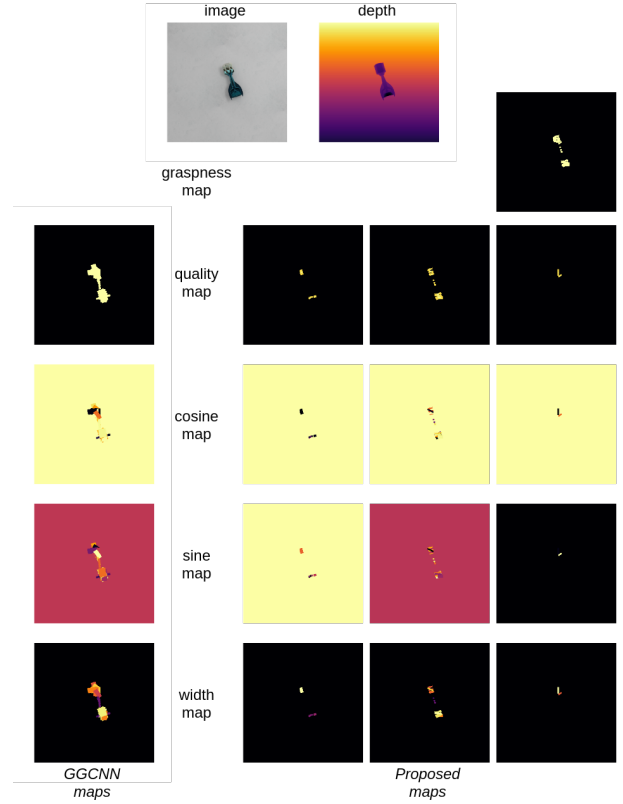 image
depth
graspness
map
quality
map
cosine
map
sine
map
width
map
GGCNN
maps
Proposed
maps